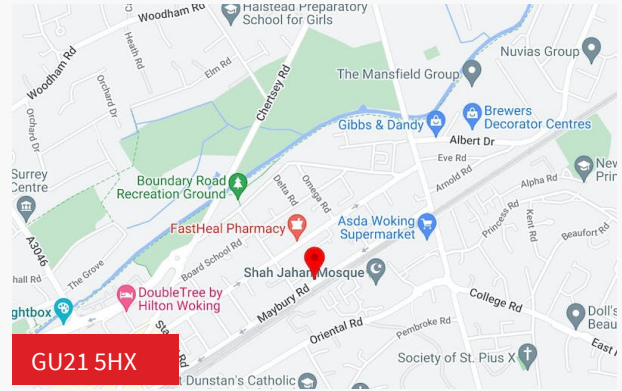 Halstead Preparatory
School for Girls
Woodham Rd
Woodham Rd
Heath Rd
Elm Rd
Orchard Dr
Orchard Dr
Chertsey Rd
Nuvias Group
The Mansfield Group
Gibbs & Dandy
Brewers
Decorator Centres
Albert Dr
Eve Rd
Arnold Rd
Alpha Rd
Surrey
Centre
Boundary Road
Recreation Ground
Delta Rd
Omega Rd
Princess Rd
Kent Rd
Beaufort
A3046
FastHeal Pharmacy
Asda Woking
Supermarket
The Grove
Board School Rd
Shah Jahan Mosque
DoubleTree by
Hilton Woking
Maybury Rd
College Rd
Oriental Rd
Pembroke Rd
Doll's
Society of St. Pius X
Dunstan's Catholic
GU21 5HX